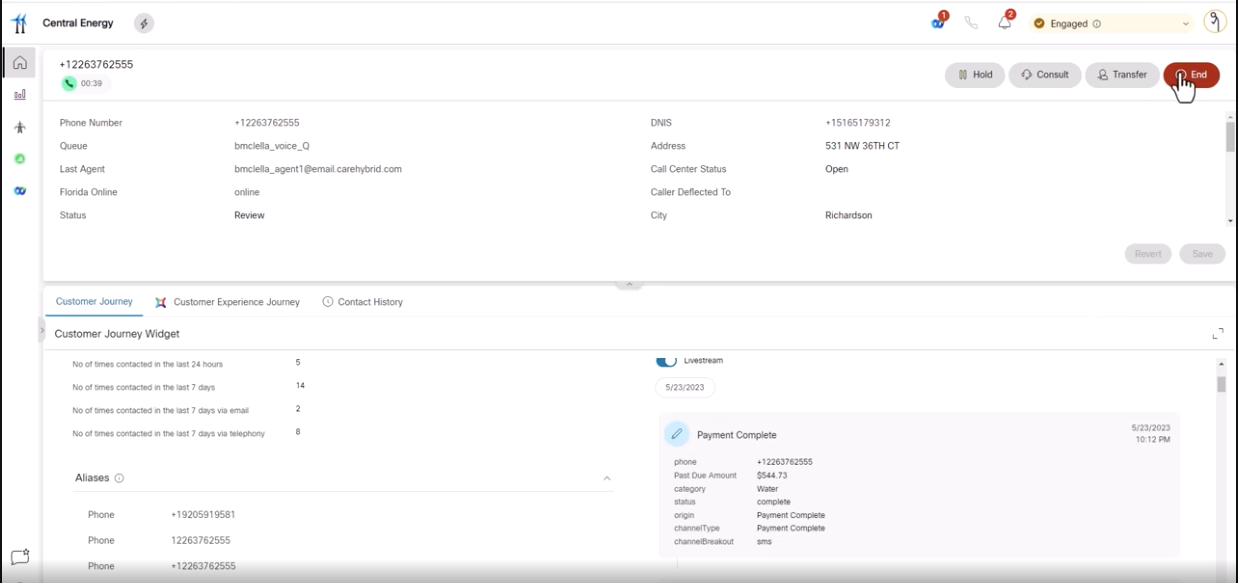 Central Energy
1
2
Engaged
+12263762555
00:39
Hold
Consult
Transfer
End
Phone Number +12263762555 DNIS +15165179312
Queue bmclella_voice_Q Address 531 NW 36TH CT
Last Agent bmclella_agent1@email.carehybrid.com Call Center Status Open
Florida Online online Caller Deflected To
Status Review City Richardson
Revert Save
Customer Journey Customer Experience Journey Contact History
Customer Journey Widget
No of times contacted in the last 24 hours 5
No of times contacted in the last 7 days 14
No of times contacted in the last 7 days via email 2
No of times contacted in the last 7 days via telephony 8
Aliases
Phone +19205919581
Phone 12263762555
Phone +12263762555
Livestream
5/23/2023
Payment Complete 5/23/2023
10:12 PM
phone +12263762555
Past Due Amount $544.73
category Water
status complete
origin Payment Complete
channelType Payment Complete
channelBreakout sms